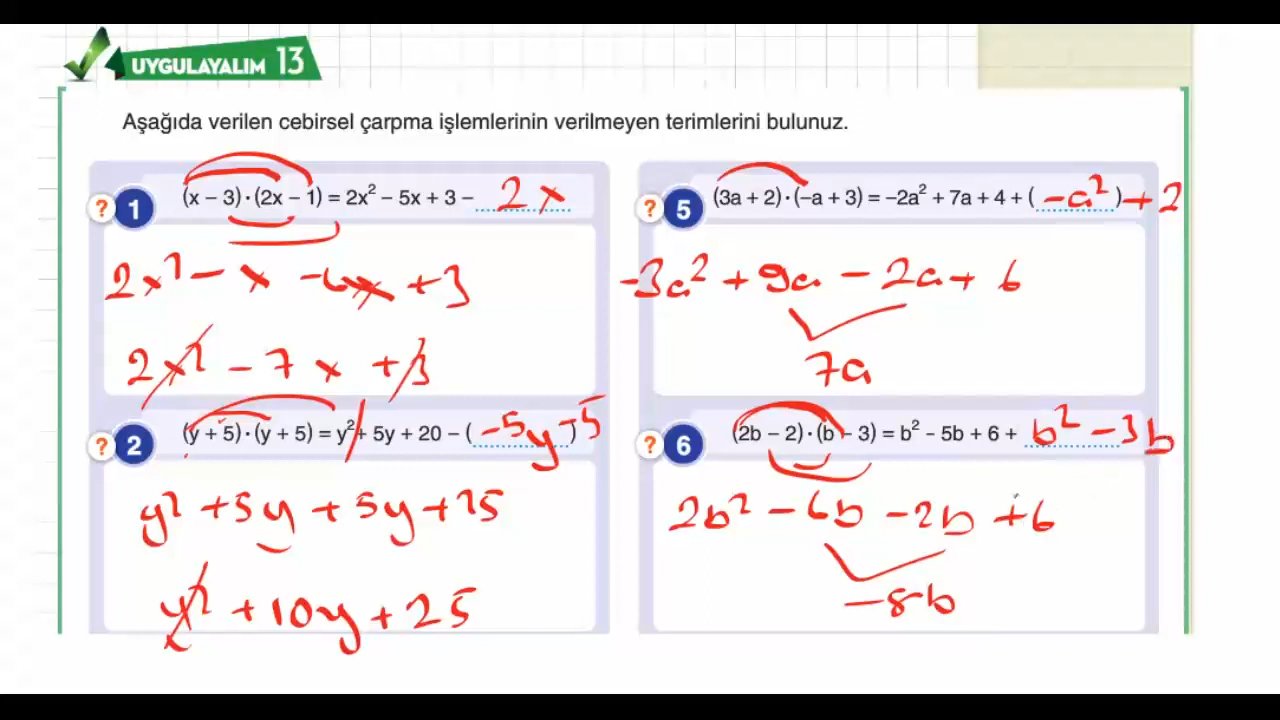 UYGULAYALIM 13
Aşağıda verilen cebirsel çarpma işlemlerinin verilmeyen terimlerini bulunuz.
? 1 (x – 3)·(2x – 1) = 2x² – 5x + 3 – 2x
2x² – x – 6x + 3
2x² – 7x + 3
? 2 (y + 5)·(y + 5) = y² + 5y + 20 – ( –5y –5 )
y² + 5y + 5y + 25
y² + 10y + 25
? 5 (3a + 2)·(–a + 3) = –2a² + 7a + 4 + ( –a² ) + 2
–3a² + 9a – 2a + 6
7a
? 6 (2b – 2)·(b – 3) = b² – 5b + 6 + b² – 3b
2b² – 6b – 2b + 6
–8b